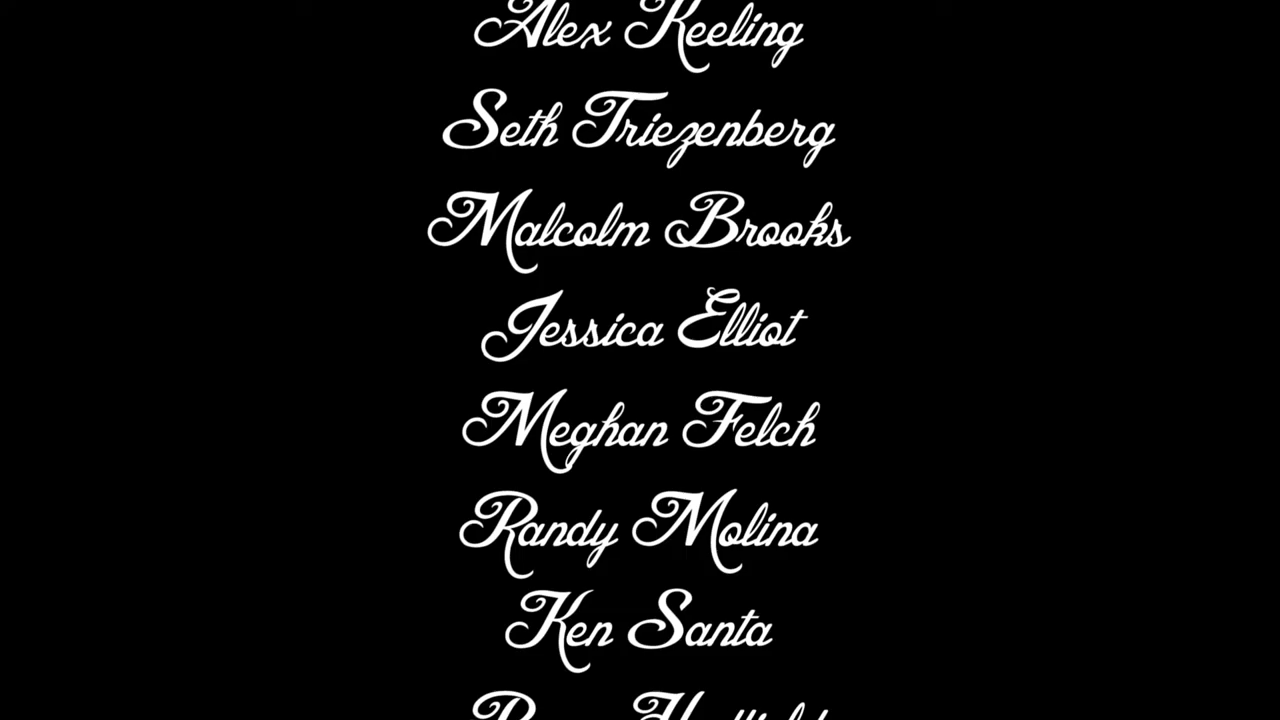 Alex Keeling
Seth Triezenberg
Malcolm Brooks
Jessica Elliot
Meghan Felch
Randy Molina
Ken Santa